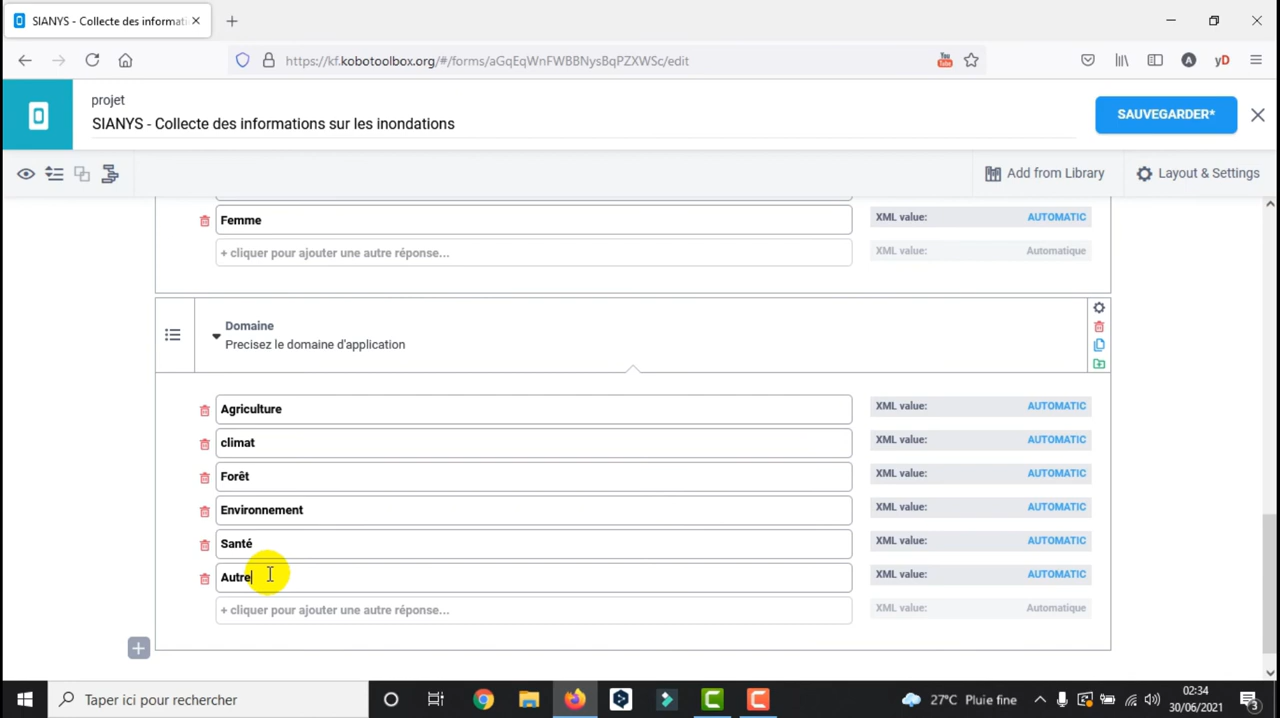 SIANYS - Collecte des informati
https://kf.kobotoolbox.org/#/forms/aGqEqWnFWBBNysBqPZXWSc/edit
You
Tube
A
yD
projet
SIANYS - Collecte des informations sur les inondations
SAUVEGARDER*
Add from Library
Layout & Settings
Femme
XML value:
AUTOMATIC
+ cliquer pour ajouter une autre réponse...
XML value:
Automatique
Domaine
Precisez le domaine d'application
Agriculture
XML value:
AUTOMATIC
climat
XML value:
AUTOMATIC
Forêt
XML value:
AUTOMATIC
Environnement
XML value:
AUTOMATIC
Santé
XML value:
AUTOMATIC
Autre
XML value:
AUTOMATIC
+ cliquer pour ajouter une autre réponse...
XML value:
Automatique
Taper ici pour rechercher
27°C Pluie fine
02:34
30/06/2021
3